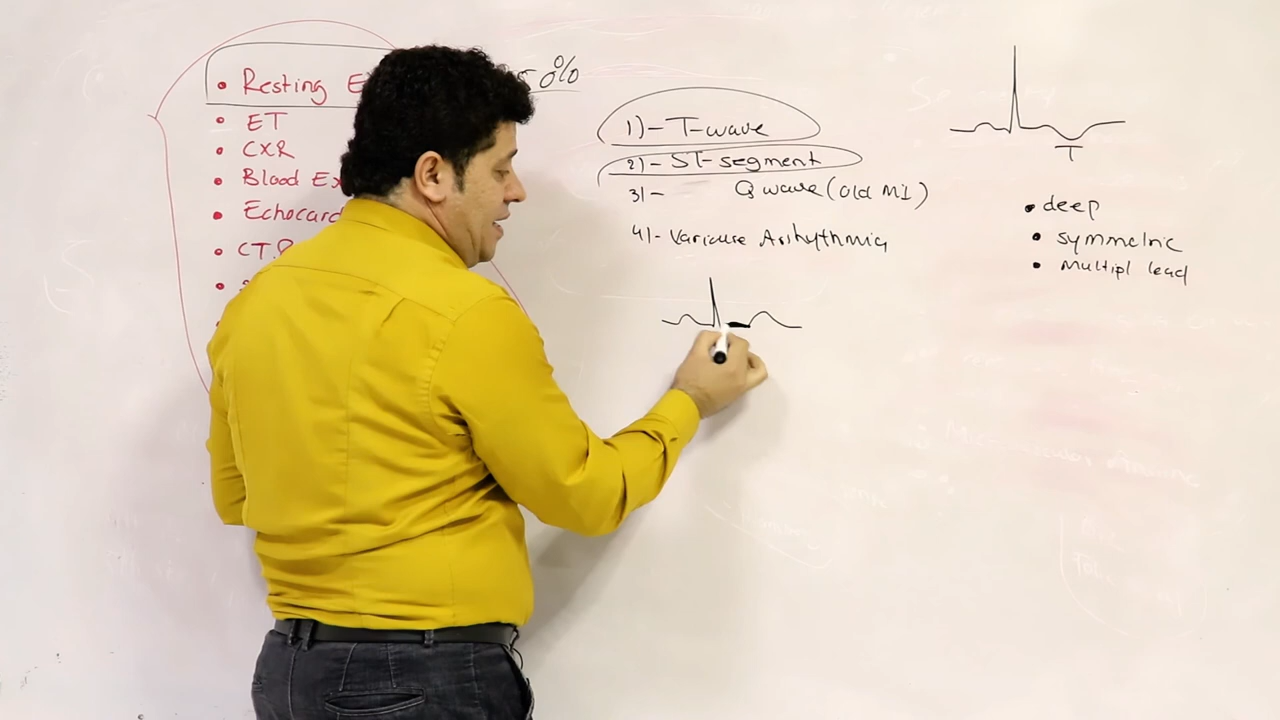 • Resting E
50%
• ET
• CXR
• Blood Ex
• Echocard
• CT.
1)- T-wave
2)- ST-segment
3)- Q wave (old MI)
4)- Variouse Arrhythmia
T
• deep
• symmetric
• Multipl lead